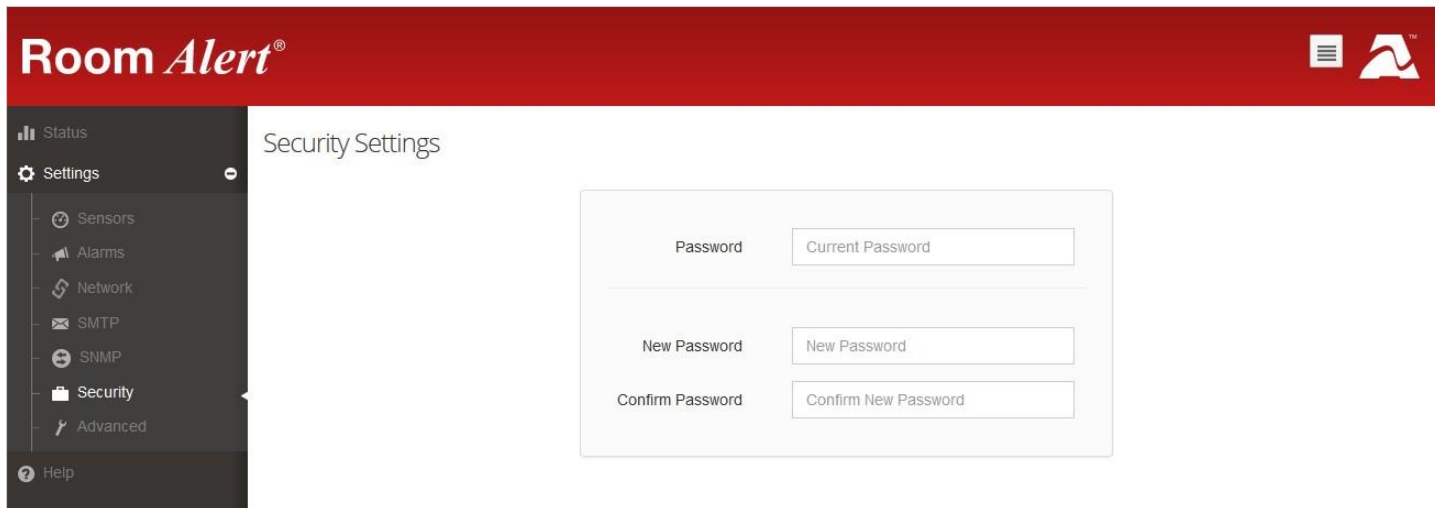 Room Alert®
TM
Status
Settings
Sensors
Alarms
Network
SMTP
SNMP
Security
Advanced
Help
Security Settings
Password Current Password
New Password New Password
Confirm Password Confirm New Password